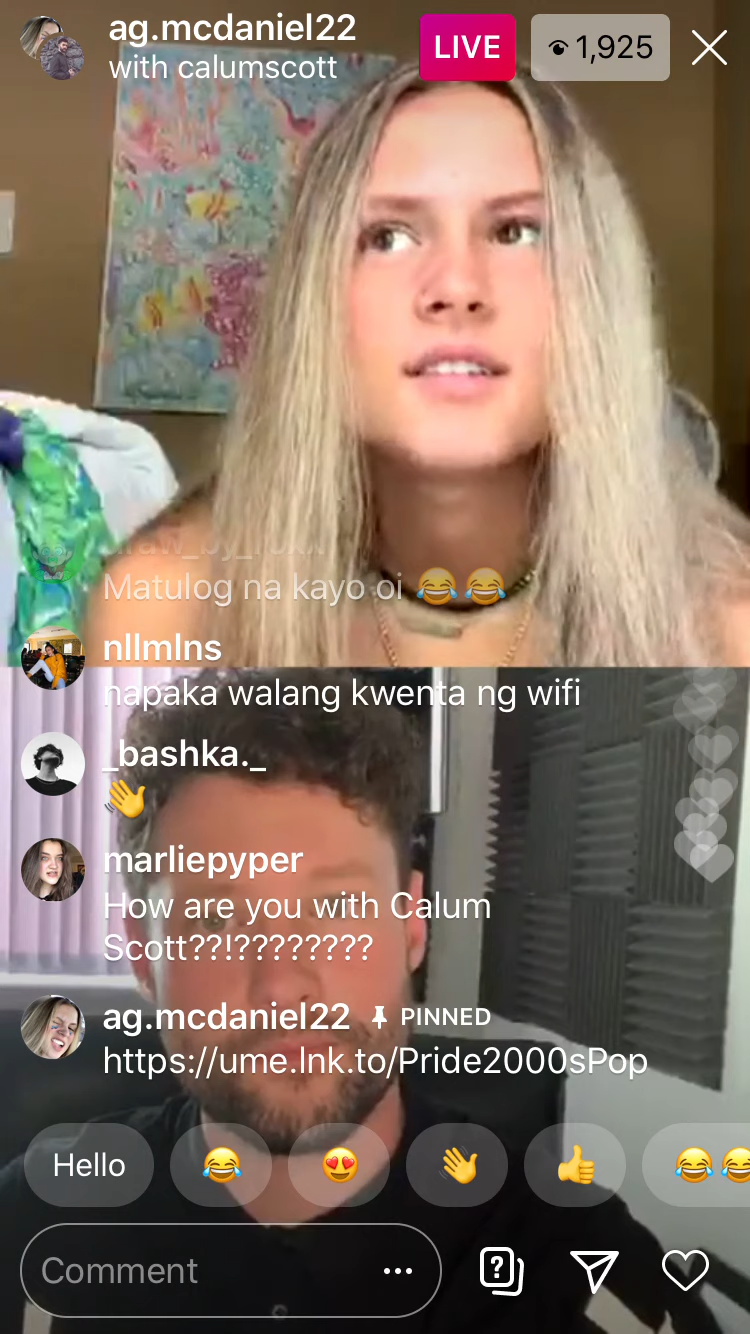 ag.mcdaniel22
LIVE
1,925
with calumscott
Matulog na kayo oi 😂😂
nllmlns
napaka walang kwenta ng wifi
_bashka._
👋
marliepyper
How are you with Calum
Scott??!????????
ag.mcdaniel22 PINNED
https://ume.lnk.to/Pride2000sPop
Hello 😂 😍 👋 👍 😂😂
Comment ...